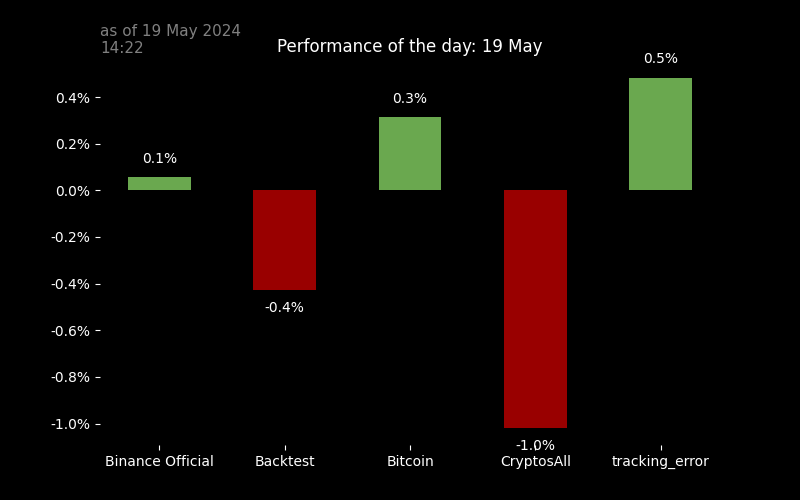 as of 19 May 2024
14:22
Performance of the day: 19 May
0.5%
0.4%
0.3%
0.2%
0.1%
0.0%
-0.2%
-0.4%
-0.4%
-0.6%
-0.8%
-1.0%
-1.0%
Binance Official
Backtest
Bitcoin
CryptosAll
tracking_error